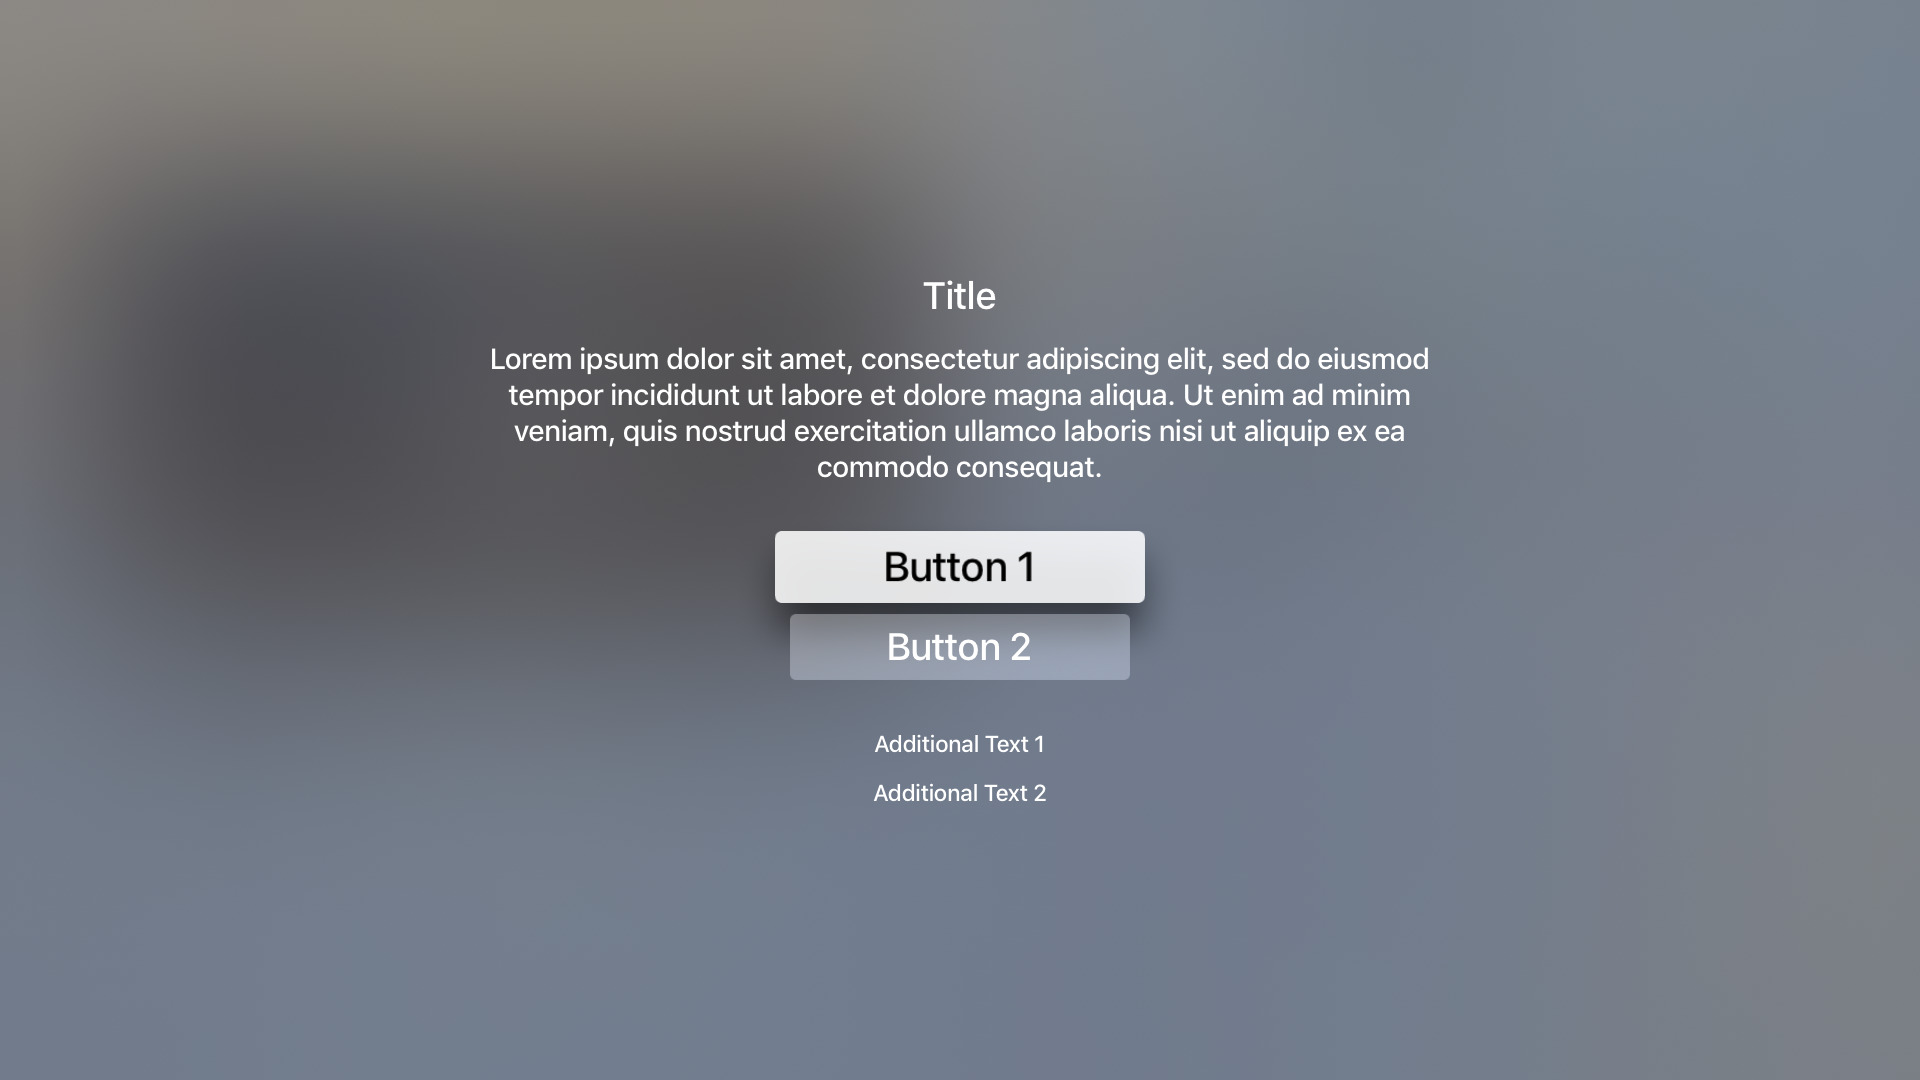 Title
Lorem ipsum dolor sit amet, consectetur adipiscing elit, sed do eiusmod
tempor incididunt ut labore et dolore magna aliqua. Ut enim ad minim
veniam, quis nostrud exercitation ullamco laboris nisi ut aliquip ex ea
commodo consequat.
Button 1
Button 2
Additional Text 1
Additional Text 2